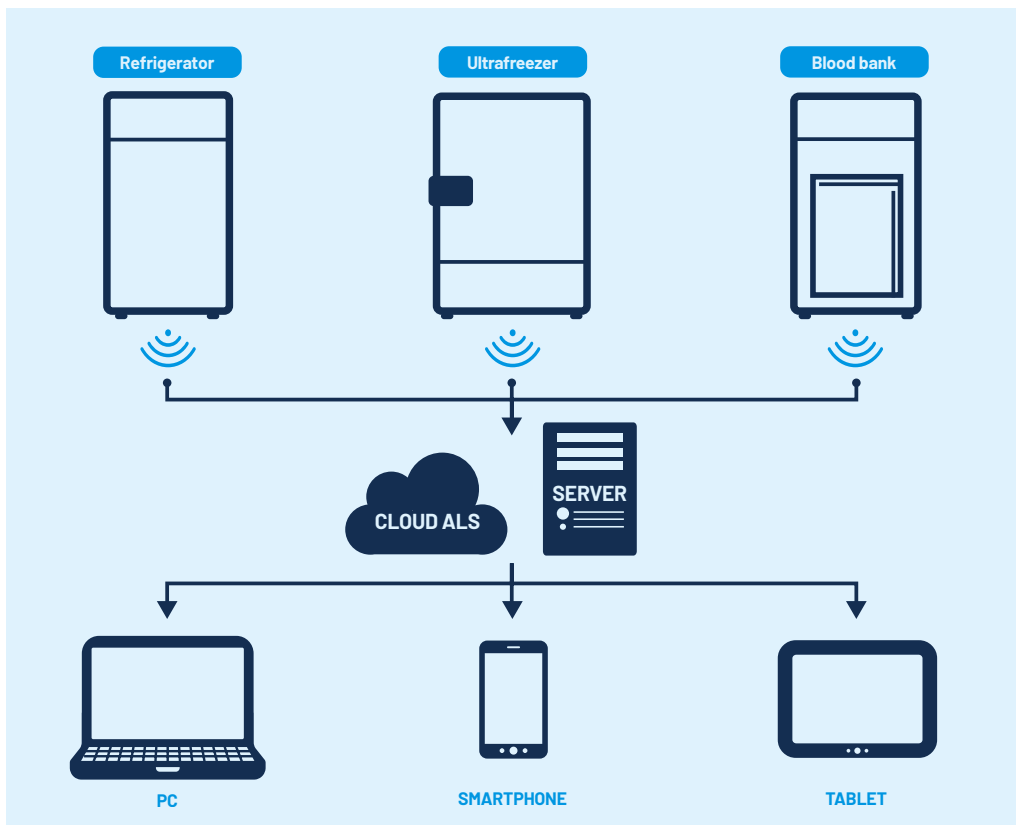 Refrigerator
Ultrafreezer
Blood bank
CLOUD ALS
SERVER
PC
SMARTPHONE
TABLET